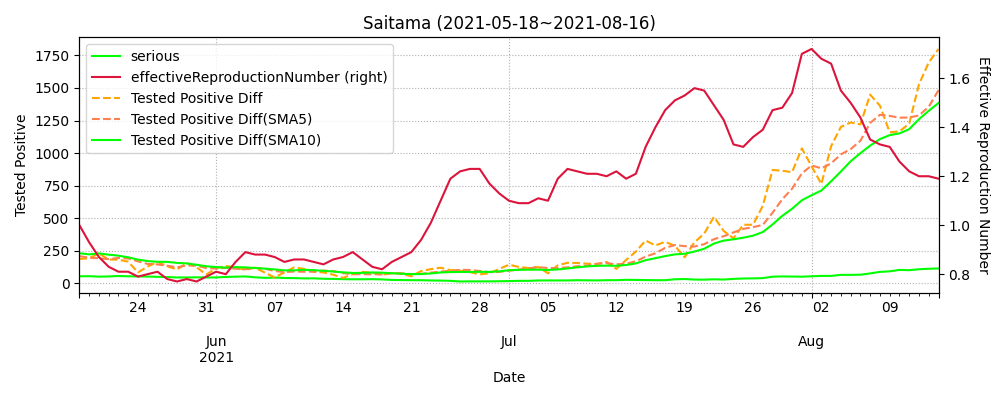 Saitama (2021-05-18~2021-08-16)
serious
effectiveReproductionNumber (right)
Tested Positive Diff
Tested Positive Diff(SMA5)
Tested Positive Diff(SMA10)
Tested Positive
1750
1500
1250
1000
750
500
250
0
Effective Reproduction Number
1.6
1.4
1.2
1.0
0.8
24 31 07 14 21 28 05 12 19 26 02 09
Jun Jul Aug
2021
Date